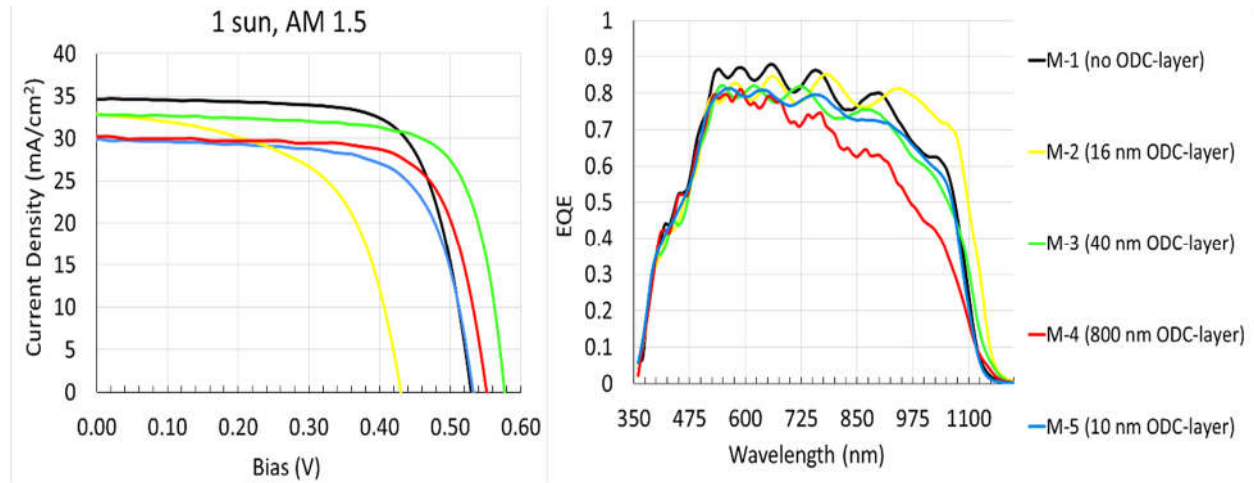 1 sun, AM 1.5
Current Density (mA/cm²)
40
35
30
25
20
15
10
5
0
0.00 0.10 0.20 0.30 0.40 0.50 0.60
Bias (V)
EQE
1
0.9
0.8
0.7
0.6
0.5
0.4
0.3
0.2
0.1
0
350 475 600 725 850 975 1100
Wavelength (nm)
M-1 (no ODC-layer)
M-2 (16 nm ODC-layer)
M-3 (40 nm ODC-layer)
M-4 (800 nm ODC-layer)
M-5 (10 nm ODC-layer)